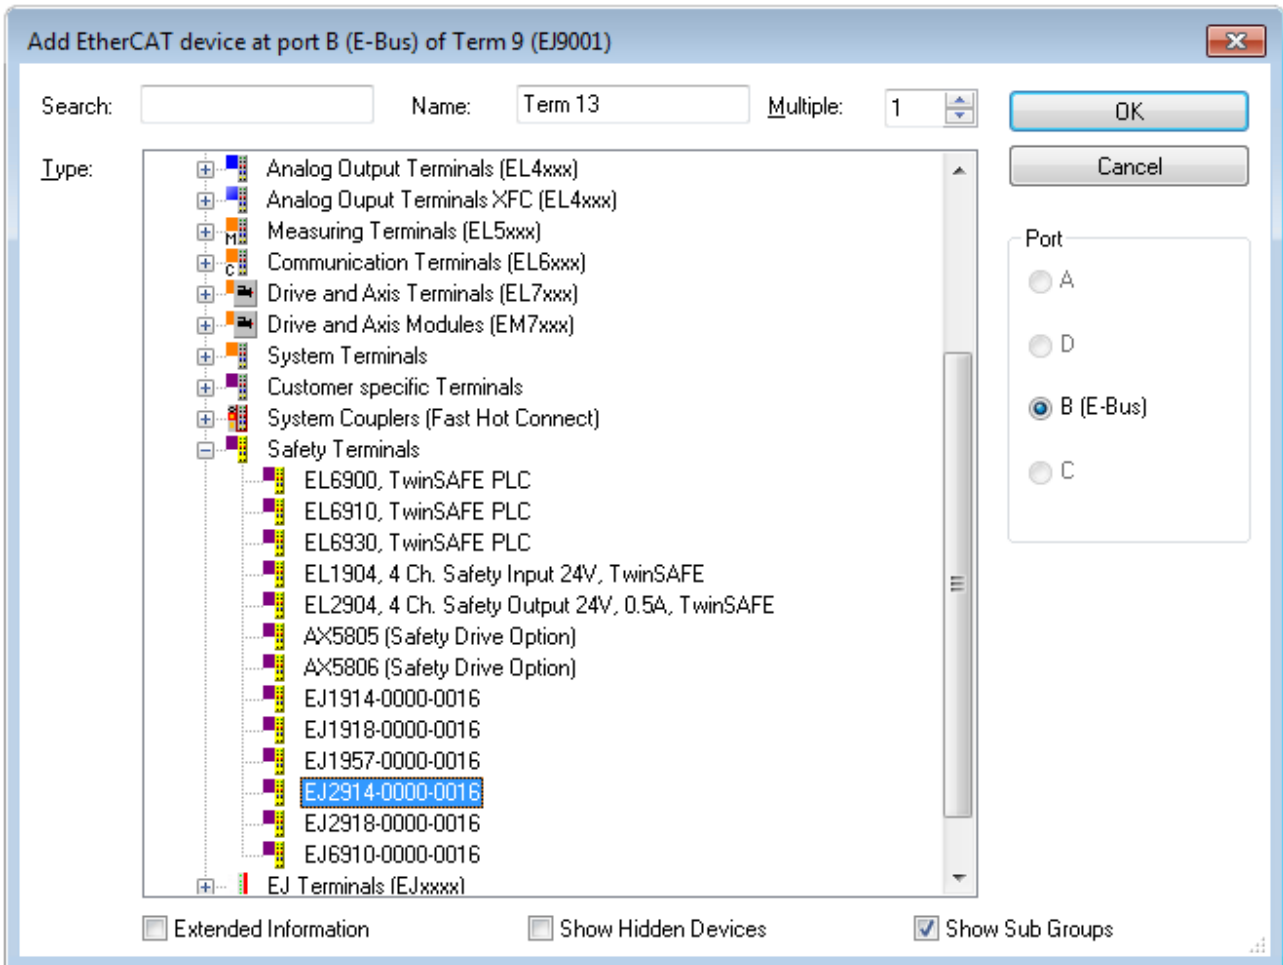 Add EtherCAT device at port B (E-Bus) of Term 9 (EJ9001)
Search:
Name: Term 13
Multiple: 1
OK
Cancel
Type:
Analog Output Terminals (EL4xxx)
Analog Ouput Terminals XFC (EL4xxx)
M Measuring Terminals (EL5xxx)
C Communication Terminals (EL6xxx)
Drive and Axis Terminals (EL7xxx)
Drive and Axis Modules (EM7xxx)
System Terminals
Customer specific Terminals
System Couplers (Fast Hot Connect)
Safety Terminals
EL6900, TwinSAFE PLC
EL6910, TwinSAFE PLC
EL6930, TwinSAFE PLC
EL1904, 4 Ch. Safety Input 24V, TwinSAFE
EL2904, 4 Ch. Safety Output 24V, 0.5A, TwinSAFE
AX5805 (Safety Drive Option)
AX5806 (Safety Drive Option)
EJ1914-0000-0016
EJ1918-0000-0016
EJ1957-0000-0016
EJ2914-0000-0016
EJ2918-0000-0016
EJ6910-0000-0016
EJ Terminals (EJxxxx)
Port
A
D
B (E-Bus)
C
Extended Information
Show Hidden Devices
Show Sub Groups